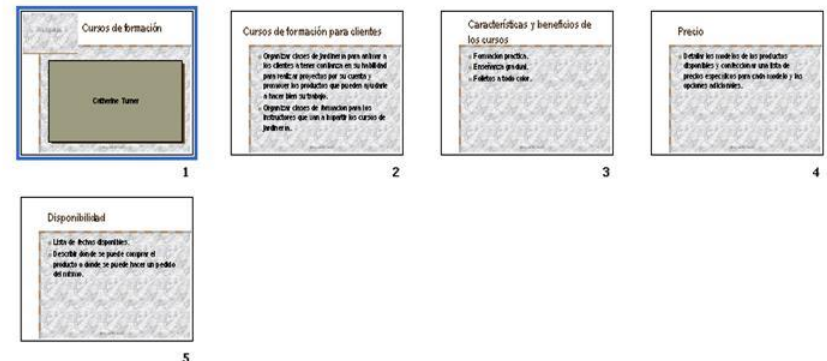 Cursos de formación
Catherine Turner
1
Cursos de formación para clientes
Organizar clases de jardinería para animar a
los clientes a tener confianza en su habilidad
para realizar proyectos por su cuenta y
promover los productos que pueden ayudarle
a hacer bien su trabajo.
Organizar clases de formación para los
instructores que van a impartir los cursos de
jardinería.
2
Características y beneficios de
los cursos
Formación práctica.
Enseñanza gradual.
Folletos a todo color.
3
Precio
Detallar los modelos de los productos
disponibles y confeccionar una lista de
precios específicos para cada modelo y las
opciones adicionales.
4
Disponibilidad
Lista de fechas disponibles.
Describir dónde se puede comprar el
producto o dónde se puede hacer un pedido
del mismo.
5